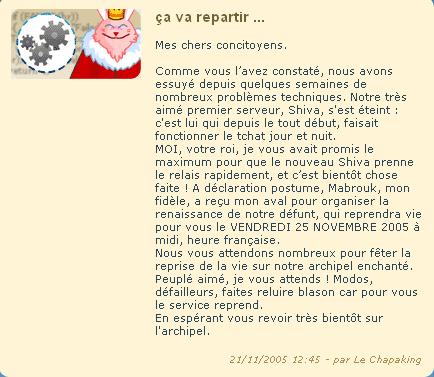 ça va repartir ...
Mes chers concitoyens.
Comme vous l’avez constaté, nous avons
essuyé depuis quelques semaines de
nombreux problèmes techniques. Notre très
aimé premier serveur, Shiva, s'est éteint :
c'est lui qui depuis le tout début, faisait
fonctionner le tchat jour et nuit.
MOI, votre roi, je vous avait promis le
maximum pour que le nouveau Shiva prenne
le relais rapidement, et c’est bientôt chose
faite ! A déclaration postume, Mabrouk, mon
fidèle, a reçu mon aval pour organiser la
renaissance de notre défunt, qui reprendra vie
pour vous le VENDREDI 25 NOVEMBRE 2005 à
midi, heure française.
Nous vous attendons nombreux pour fêter la
reprise de la vie sur notre archipel enchanté.
Peuplé aimé, je vous attends ! Modos,
défailleurs, faites reluire blason car pour vous
le service reprend.
En espérant vous revoir très bientôt sur
l'archipel.
21/11/2005 12:45 - par Le Chapaking